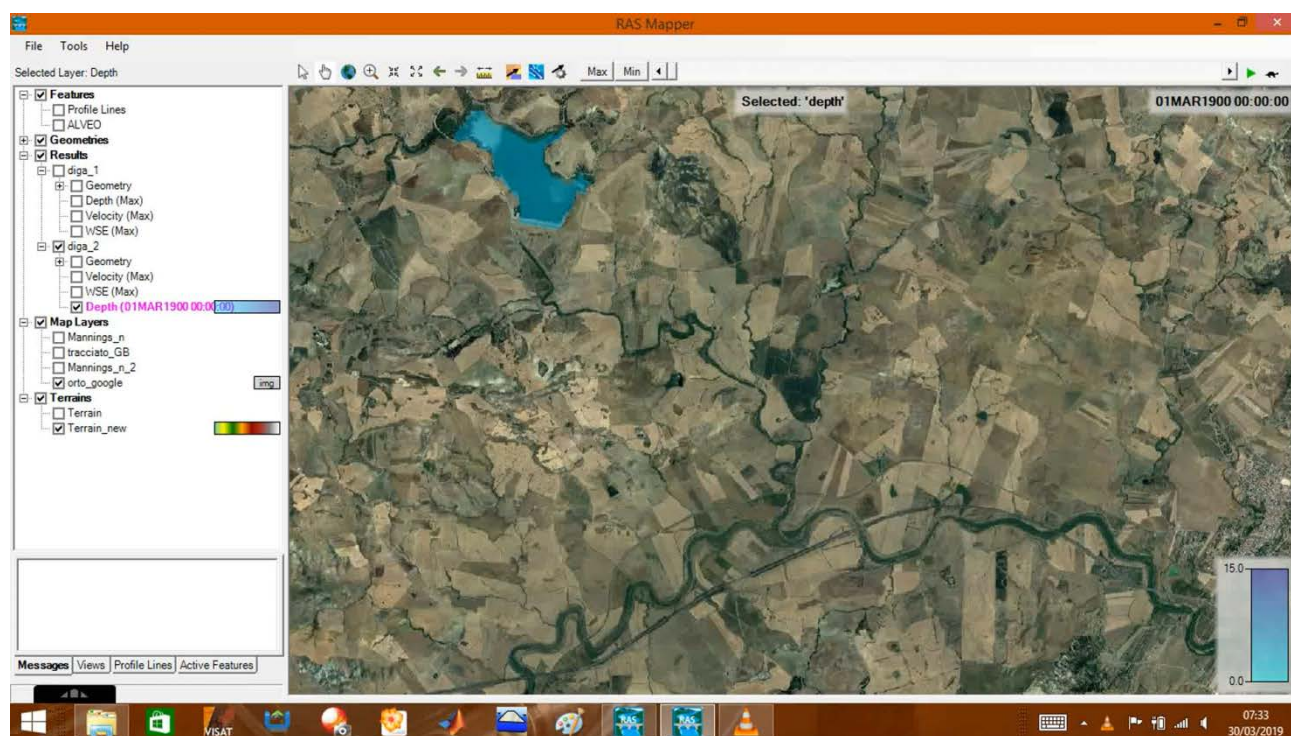 RAS Mapper
File Tools Help
Selected Layer: Depth
Max Min
Features
Profile Lines
ALVEO
Geometries
Results
diga_1
Geometry
Depth (Max)
Velocity (Max)
WSE (Max)
diga_2
Geometry
Velocity (Max)
WSE (Max)
Depth (01MAR1900 00:00:00)
Map Layers
Mannings_n
tracciato_GB
Mannings_n_2
orto_google
img
Terrains
Terrain
Terrain_new
Selected: 'depth'
01MAR1900 00:00:00
15.0
0.0
Messages Views Profile Lines Active Features
VISAT
RAS
RAS
07:33
30/03/2019